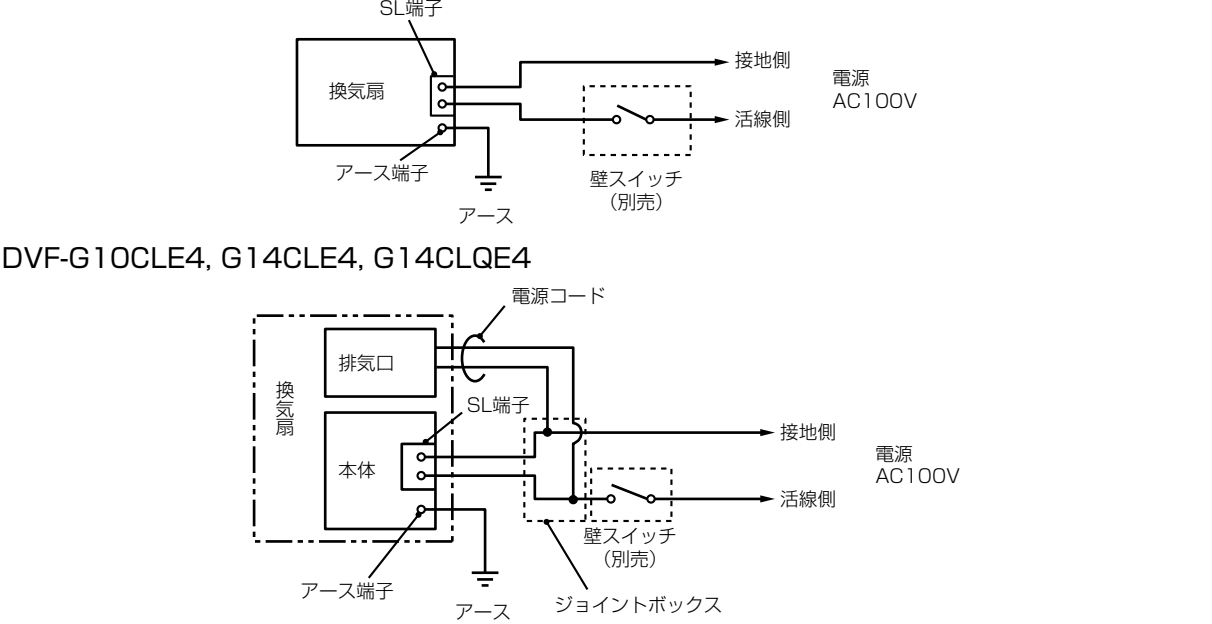 SL端子
換気扇
接地側
電源
AC100V
活線側
アース端子
壁スイッチ
（別売）
アース
DVF-G10CLE4, G14CLE4, G14CLQE4
電源コード
排気口
換気扇
SL端子
本体
接地側
電源
AC100V
活線側
壁スイッチ
（別売）
アース端子
アース
ジョイントボックス